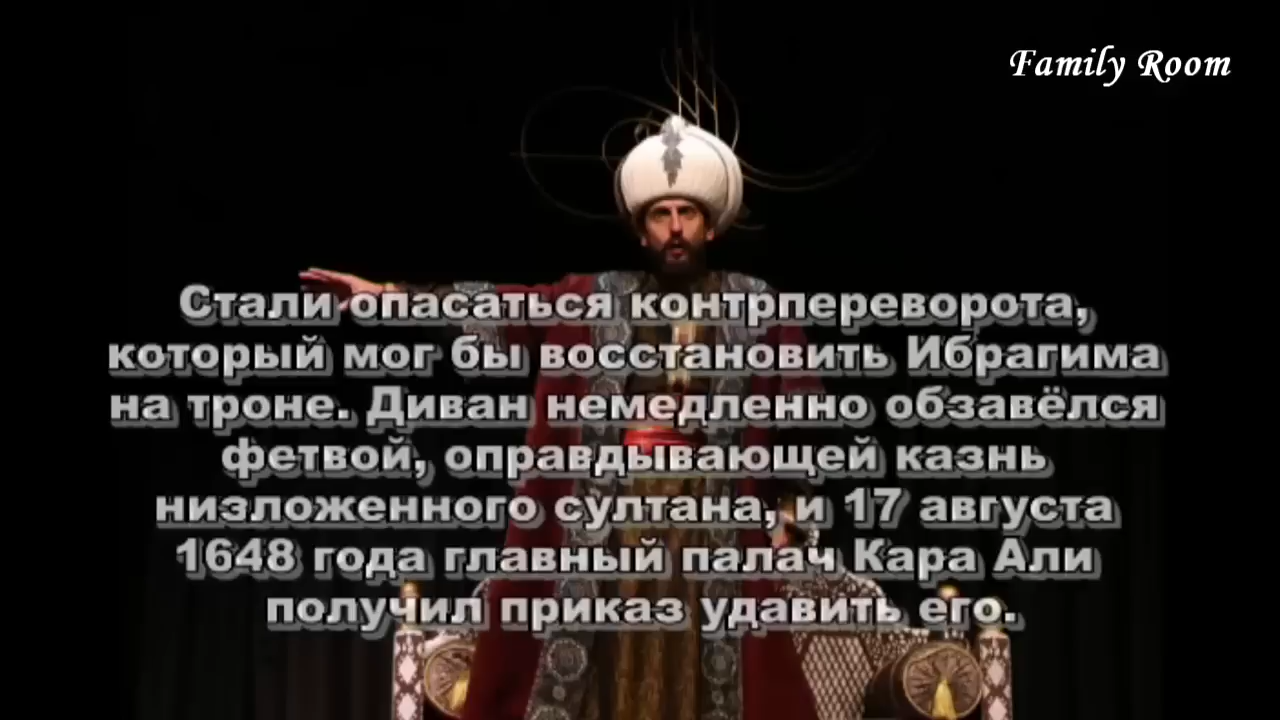 Family Room
Стали опасаться контрпереворота,
который мог бы восстановить Ибрагима
на троне. Диван немедленно обзавёлся
фетвой, оправдывающей казнь
низложенного султана, и 17 августа
1648 года главный палач Кара Али
получил приказ удавить его.